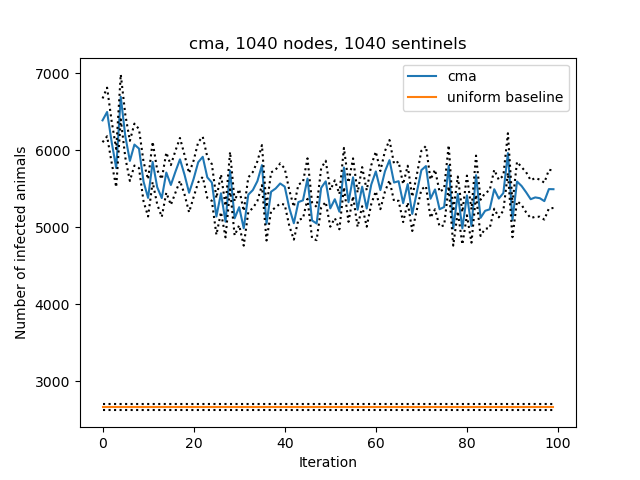 cma, 1040 nodes, 1040 sentinels
cma
uniform baseline
7000
6000
5000
4000
3000
Number of infected animals
0 20 40 60 80 100
Iteration